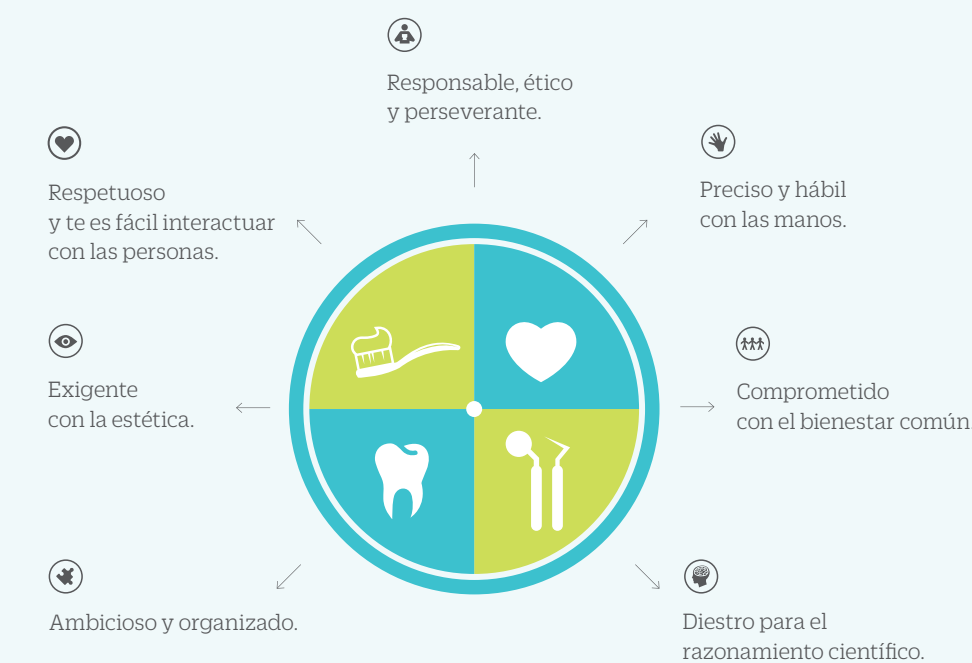 Responsable, ético
y perseverante.
Respetuoso
y te es fácil interactuar
con las personas.
Preciso y hábil
con las manos.
Exigente
con la estética.
Comprometido
con el bienestar común.
Ambicioso y organizado.
Diestro para el
razonamiento científico.